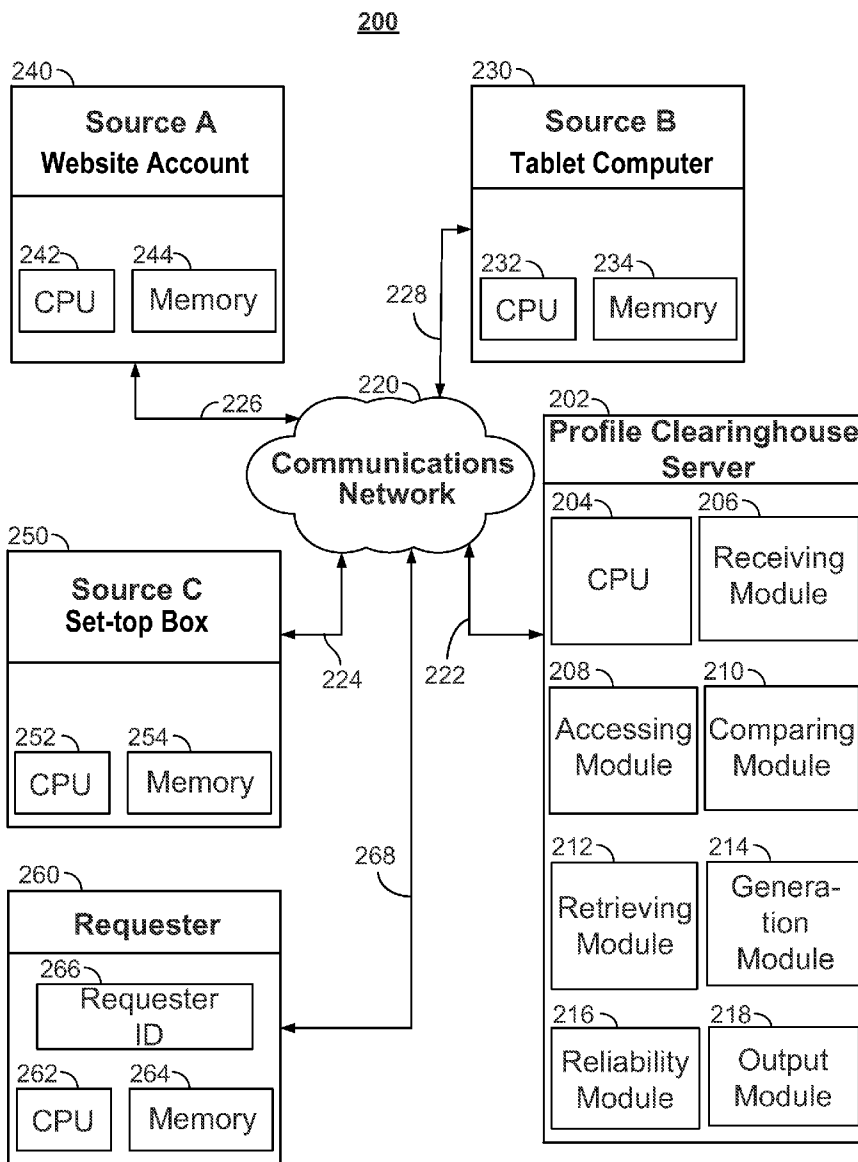 200
240
Source A
Website Account
242
CPU
244
Memory
226
230
Source B
Tablet Computer
232
CPU
234
Memory
228
220
Communications
Network
202
Profile Clearinghouse
Server
204
CPU
206
Receiving
Module
208
Accessing
Module
210
Comparing
Module
212
Retrieving
Module
214
Genera-
tion
Module
216
Reliability
Module
218
Output
Module
222
250
Source C
Set-top Box
252
CPU
254
Memory
224
268
260
Requester
266
Requester
ID
262
CPU
264
Memory